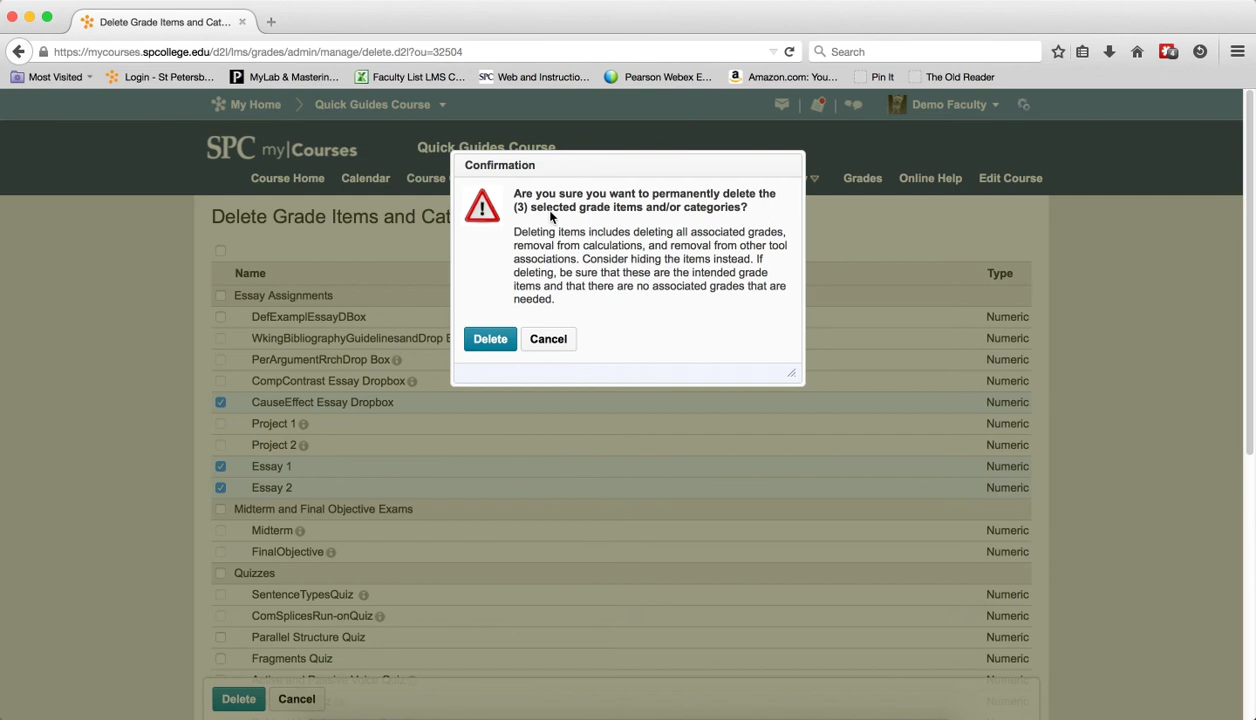 Delete Grade Items and Cat...
https://mycourses.spcollege.edu/d2l/lms/grades/admin/manage/delete.d2l?ou=32504
Search
4
Most Visited
Login - St Petersb...
MyLab & Mastering...
Faculty List LMS C...
SPC Web and Instructio...
Pearson Webex E...
Amazon.com: You...
Pin It
The Old Reader
My Home
Quick Guides Course
Demo Faculty
SPC my|Courses
Quick Guides Course
Course Home
Calendar
Course
Grades
Online Help
Edit Course
Delete Grade Items and Cat
Confirmation
Are you sure you want to permanently delete the
(3) selected grade items and/or categories?
Deleting items includes deleting all associated grades,
removal from calculations, and removal from other tool
associations. Consider hiding the items instead. If
deleting, be sure that these are the intended grade
items and that there are no associated grades that are
needed.
Delete
Cancel
Name
Type
Essay Assignments
DefExamplEssayDBox
Numeric
WkingBibliographyGuidelinesandDrop
Numeric
PerArgumentRrchDrop Box
Numeric
CompContrast Essay Dropbox
Numeric
CauseEffect Essay Dropbox
Numeric
Project 1
Numeric
Project 2
Numeric
Essay 1
Numeric
Essay 2
Numeric
Midterm and Final Objective Exams
Midterm
Numeric
FinalObjective
Numeric
Quizzes
SentenceTypesQuiz
Numeric
ComSplicesRun-onQuiz
Numeric
Parallel Structure Quiz
Numeric
Fragments Quiz
Numeric
Active and Passive Voice Quiz
Numeric
Delete
Cancel